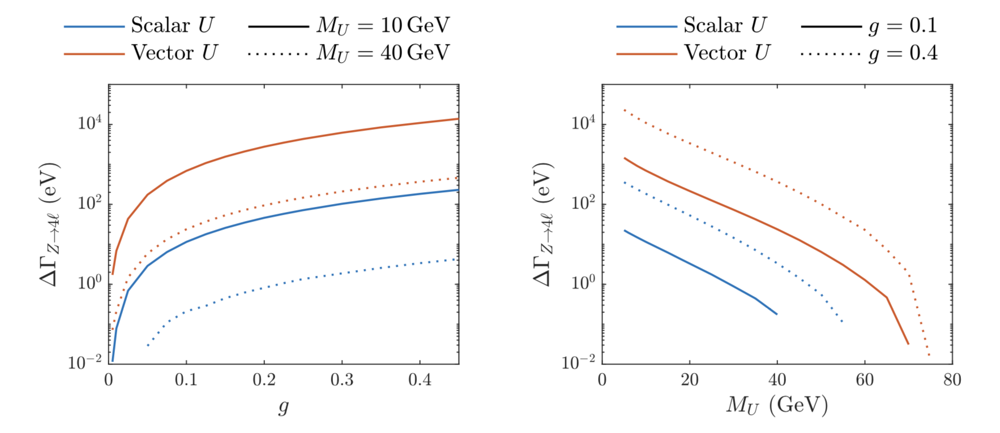 Scalar U M_U = 10 GeV
Vector U M_U = 40 GeV
ΔΓ_{Z→4ℓ} (eV)
10^4
10^2
10^0
10^{−2}
0 0.1 0.2 0.3 0.4
g
Scalar U g = 0.1
Vector U g = 0.4
ΔΓ_{Z→4ℓ} (eV)
10^4
10^2
10^0
10^{−2}
0 20 40 60 80
M_U (GeV)